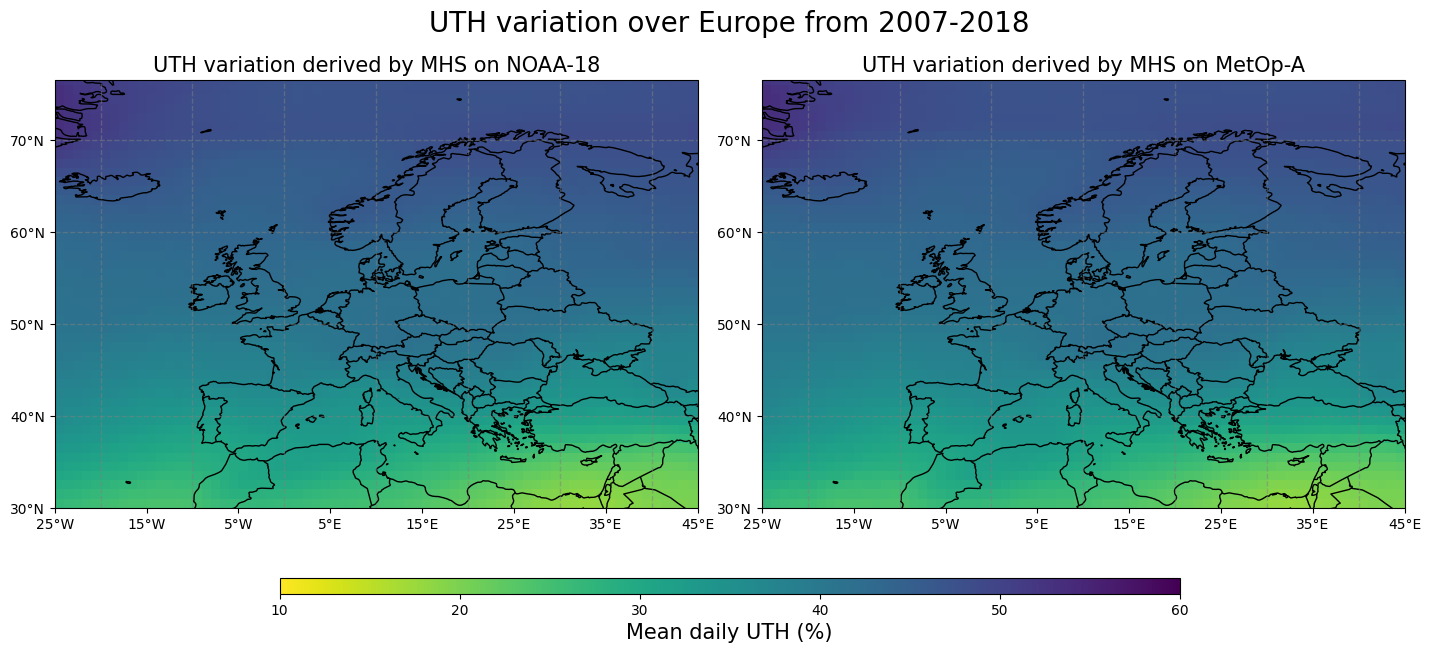 UTH variation over Europe from 2007-2018
UTH variation derived by MHS on NOAA-18
70°N
60°N
50°N
40°N
30°N
25°W 15°W 5°W 5°E 15°E 25°E 35°E 45°E
UTH variation derived by MHS on MetOp-A
70°N
60°N
50°N
40°N
30°N
25°W 15°W 5°W 5°E 15°E 25°E 35°E 45°E
10 20 30 40 50 60
Mean daily UTH (%)